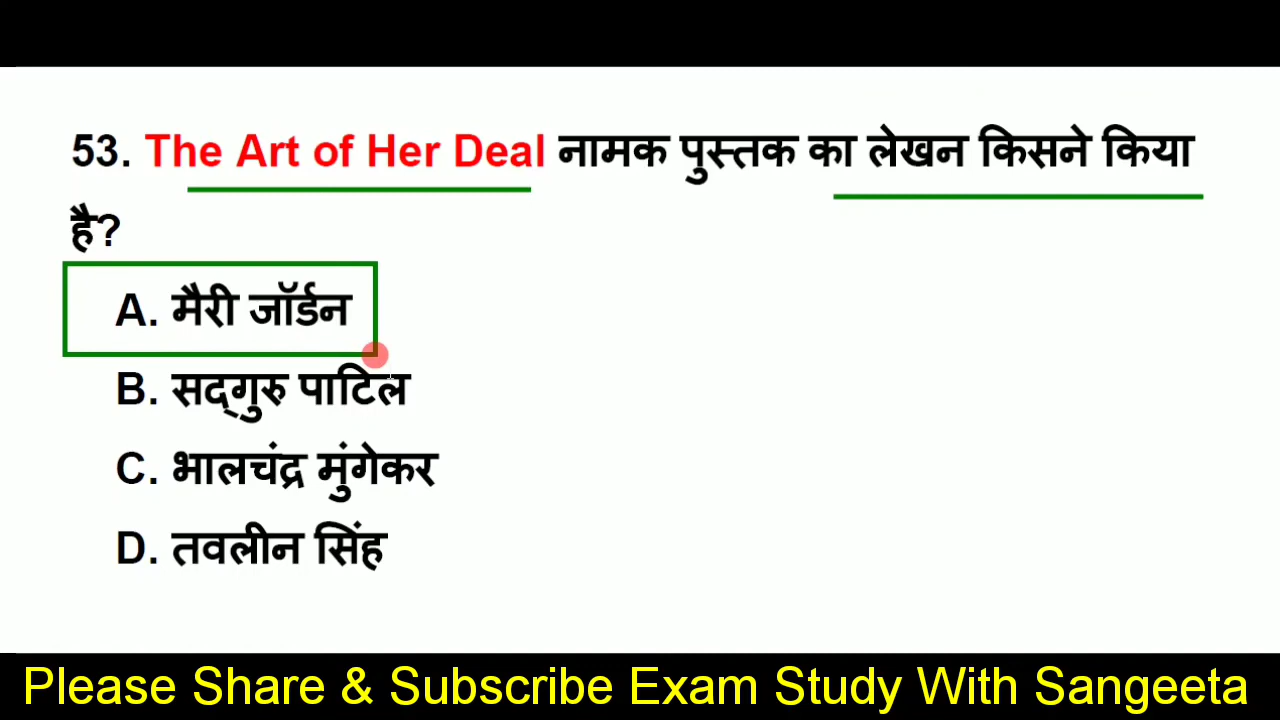 53. The Art of Her Deal नामक पुस्तक का लेखन किसने किया
है?
A. मैरी जॉर्डन
B. सद्‌गुरु पाटिल
C. भालचंद्र मुंगेकर
D. तवलीन सिंह
Please Share & Subscribe Exam Study With Sangeeta